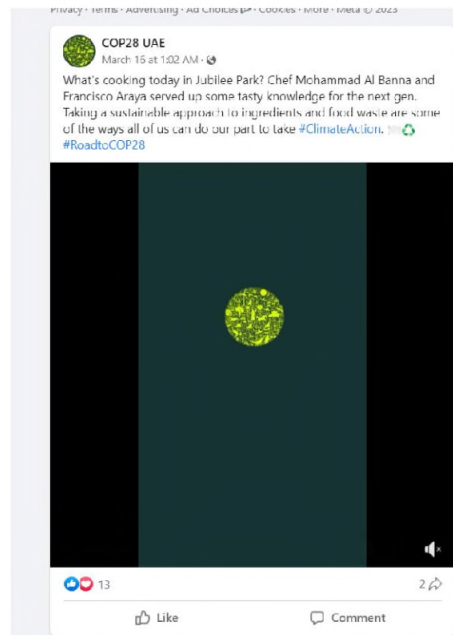 Privacy · Terms · Advertising · Ad Choices · Cookies · More · Meta © 2023
COP28 UAE
March 16 at 1:02 AM ·
What's cooking today in Jubilee Park? Chef Mohammad Al Banna and
Francisco Araya served up some tasty knowledge for the next gen.
Taking a sustainable approach to ingredients and food waste are some
of the ways all of us can do our part to take #ClimateAction.
#RoadtoCOP28
13
2
Like
Comment